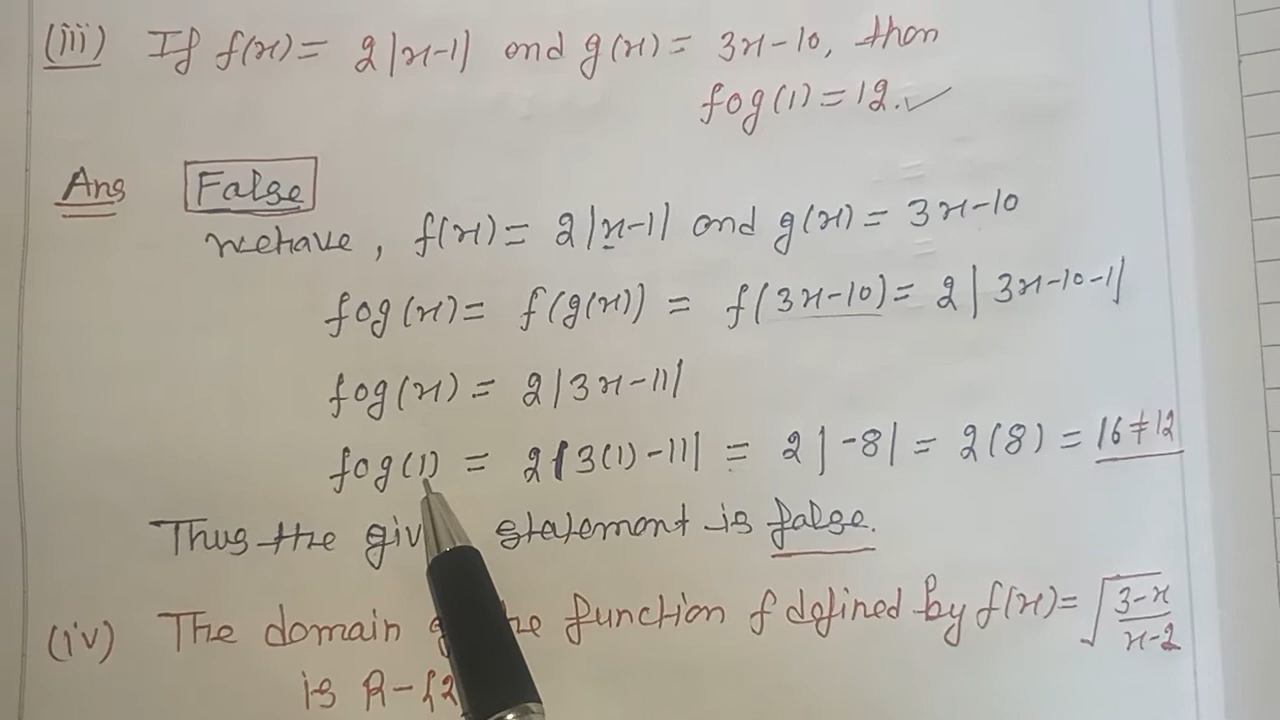 (iii) If f(x) = 2|x-1| and g(x) = 3x-10, then
fog(1) = 12. ✓
Ans False
we have, f(x) = 2|x-1| and g(x) = 3x-10
fog(x) = f(g(x)) = f(3x-10) = 2|3x-10-1|
fog(x) = 2|3x-11|
fog(1) = 2|3(1)-11| = 2|-8| = 2(8) = 16≠12
Thus the statement is false.
(iv) The domain function f defined by f(x) = √((3-x)/(x-2))
is R-{2